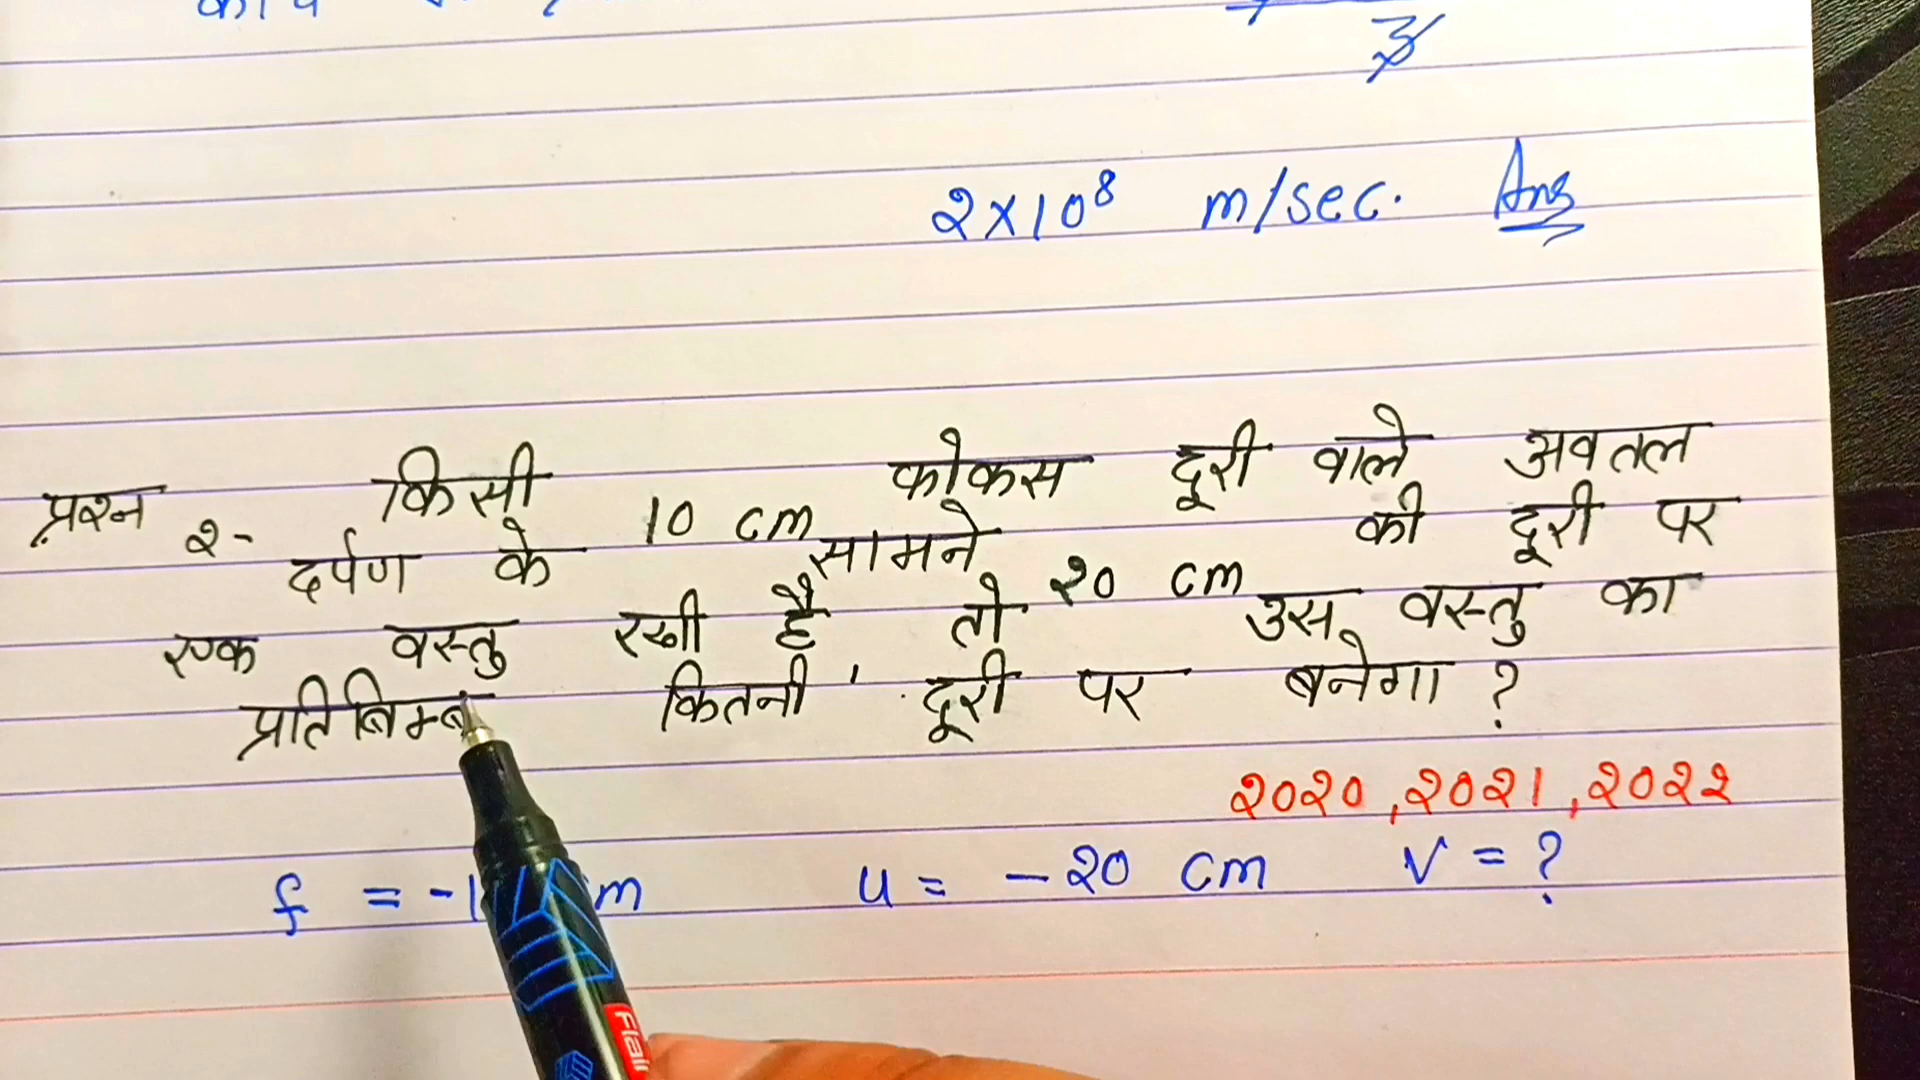 2×10⁸ m/sec. Ans
प्रश्न 2- किसी 10 cm फोकस दूरी वाले अवतल
दर्पण के सामने 20 cm की दूरी पर
एक वस्तु रखी है तो उस वस्तु का
प्रतिबिम्ब कितनी दूरी पर बनेगा ?
2020, 2021, 2022
f = -1 m u = -20 cm v = ?
Flair